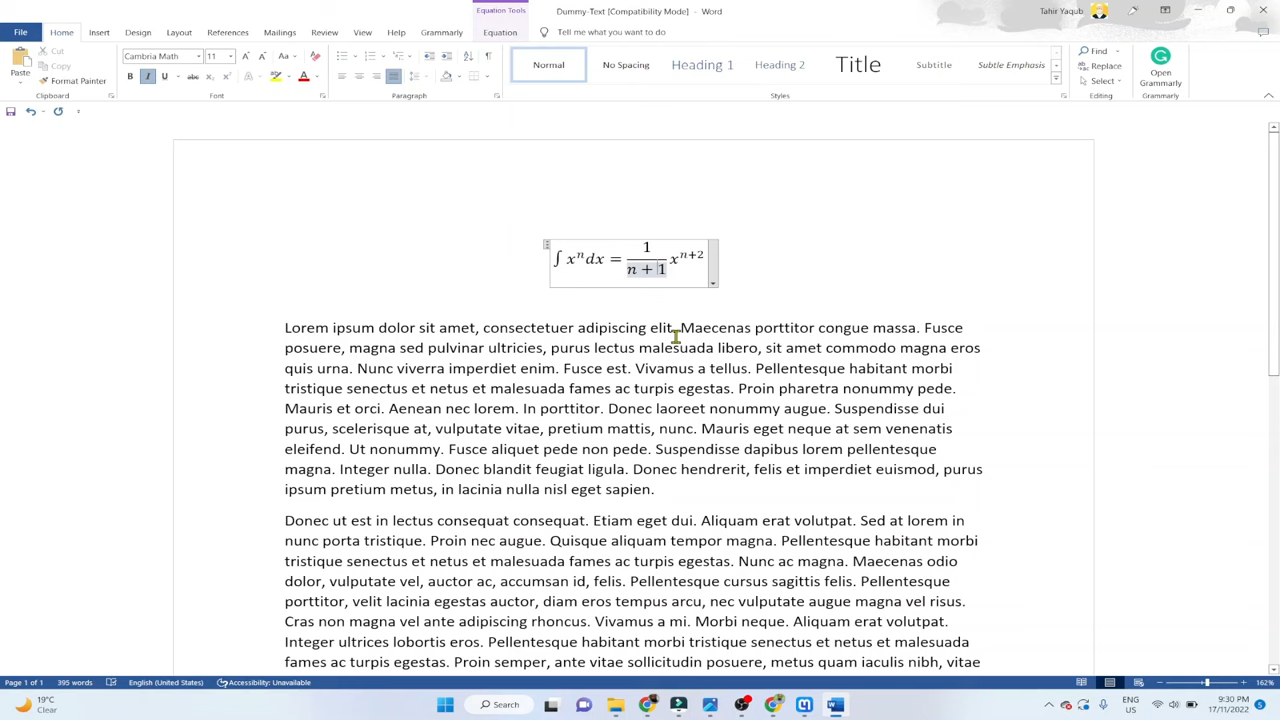 Equation Tools
Dummy-Text [Compatibility Mode] - Word
Tahir Yaqub
File Home Insert Design Layout References Mailings Review View Help Grammarly Equation Tell me what you want to do
Cut
Copy
Format Painter
Paste
Clipboard
Cambria Math 11
Font
Paragraph
Normal No Spacing Heading 1 Heading 2 Title Subtitle Subtle Emphasis
Styles
Find
Replace
Select
Editing
Open
Grammarly
Grammarly
∫ xⁿdx = 1/(n + 1) xⁿ⁺²
Lorem ipsum dolor sit amet, consectetuer adipiscing elit. Maecenas porttitor congue massa. Fusce
posuere, magna sed pulvinar ultricies, purus lectus malesuada libero, sit amet commodo magna eros
quis urna. Nunc viverra imperdiet enim. Fusce est. Vivamus a tellus. Pellentesque habitant morbi
tristique senectus et netus et malesuada fames ac turpis egestas. Proin pharetra nonummy pede.
Mauris et orci. Aenean nec lorem. In porttitor. Donec laoreet nonummy augue. Suspendisse dui
purus, scelerisque at, vulputate vitae, pretium mattis, nunc. Mauris eget neque at sem venenatis
eleifend. Ut nonummy. Fusce aliquet pede non pede. Suspendisse dapibus lorem pellentesque
magna. Integer nulla. Donec blandit feugiat ligula. Donec hendrerit, felis et imperdiet euismod, purus
ipsum pretium metus, in lacinia nulla nisl eget sapien.
Donec ut est in lectus consequat consequat. Etiam eget dui. Aliquam erat volutpat. Sed at lorem in
nunc porta tristique. Proin nec augue. Quisque aliquam tempor magna. Pellentesque habitant morbi
tristique senectus et netus et malesuada fames ac turpis egestas. Nunc ac magna. Maecenas odio
dolor, vulputate vel, auctor ac, accumsan id, felis. Pellentesque cursus sagittis felis. Pellentesque
porttitor, velit lacinia egestas auctor, diam eros tempus arcu, nec vulputate augue magna vel risus.
Cras non magna vel ante adipiscing rhoncus. Vivamus a mi. Morbi neque. Aliquam erat volutpat.
Integer ultrices lobortis eros. Pellentesque habitant morbi tristique senectus et netus et malesuada
fames ac turpis egestas. Proin semper, ante vitae sollicitudin posuere, metus quam iaculis nibh, vitae
Page 1 of 1 395 words English (United States) Accessibility: Unavailable 162%
19°C
Clear
Search
ENG
US
9:30 PM
17/11/2022